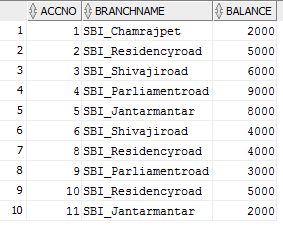 ACCNO BRANCHNAME BALANCE
1 1 SBI_Chamrajpet 2000
2 2 SBI_Residencyroad 5000
3 3 SBI_Shivajiroad 6000
4 4 SBI_Parliamentroad 9000
5 5 SBI_Jantarmantar 8000
6 6 SBI_Shivajiroad 4000
7 8 SBI_Residencyroad 4000
8 9 SBI_Parliamentroad 3000
9 10 SBI_Residencyroad 5000
10 11 SBI_Jantarmantar 2000